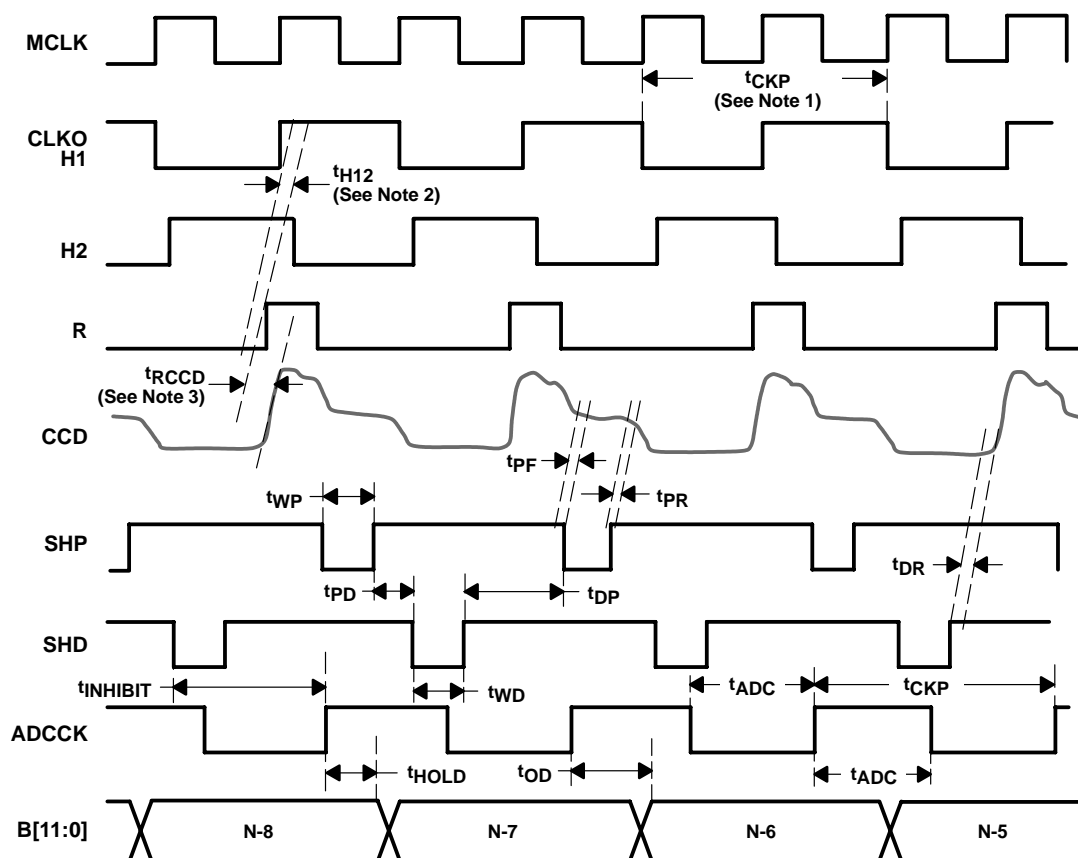 MCLK
tCKP
(See Note 1)
CLKO
H1
tH12
(See Note 2)
H2
R
tRCCD
(See Note 3)
CCD
tPF
tWP
tPR
SHP
tDR
tPD
tDP
SHD
tINHIBIT
tWD
tADC
tCKP
ADCCK
tHOLD
tOD
tADC
B[11:0]
N-8
N-7
N-6
N-5